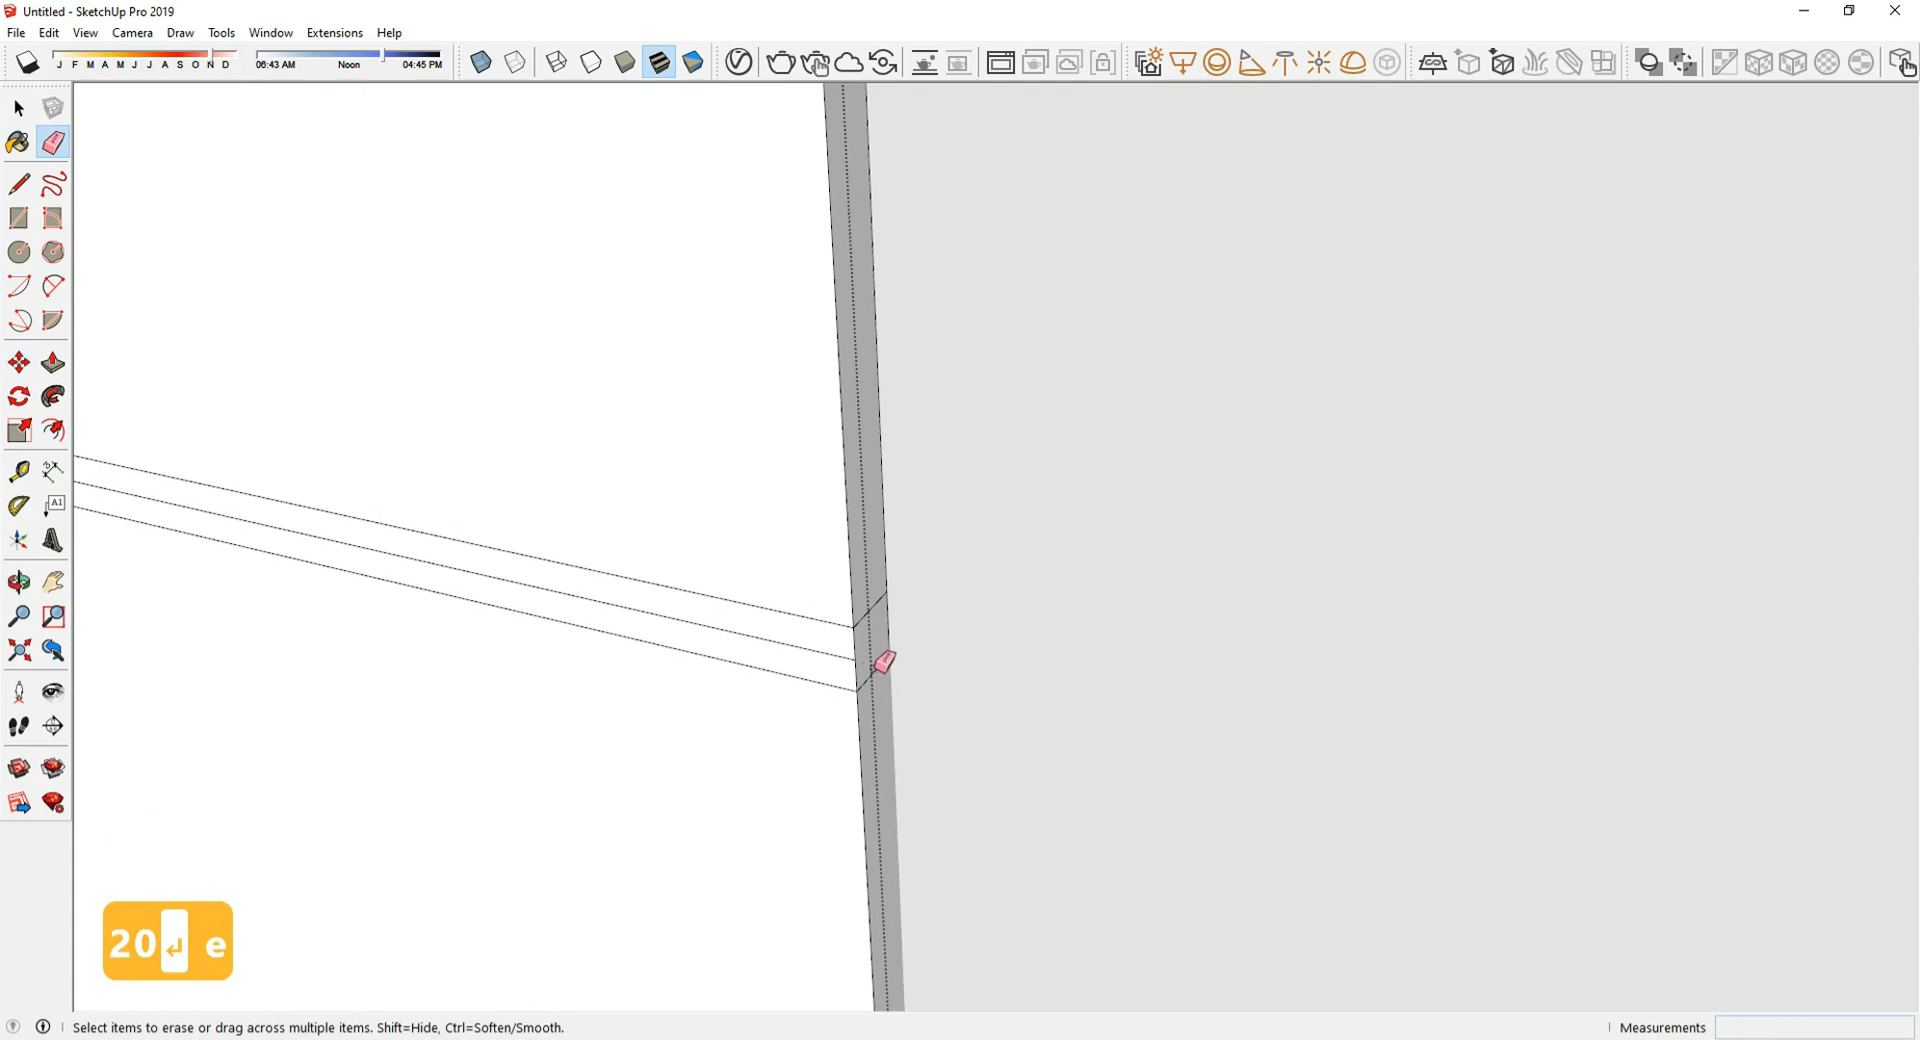 Untitled - SketchUp Pro 2019
File Edit View Camera Draw Tools Window Extensions Help
J F M A M J J A S O N D
06:43 AM Noon 04:45 PM
A1
20↵ e
Select items to erase or drag across multiple items. Shift=Hide, Ctrl=Soften/Smooth.
Measurements